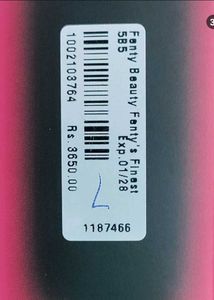 Fenty Beauty Fenty's Finest
5B5
Exp.01/28
1002103764
Rs. 3650.00
1187466